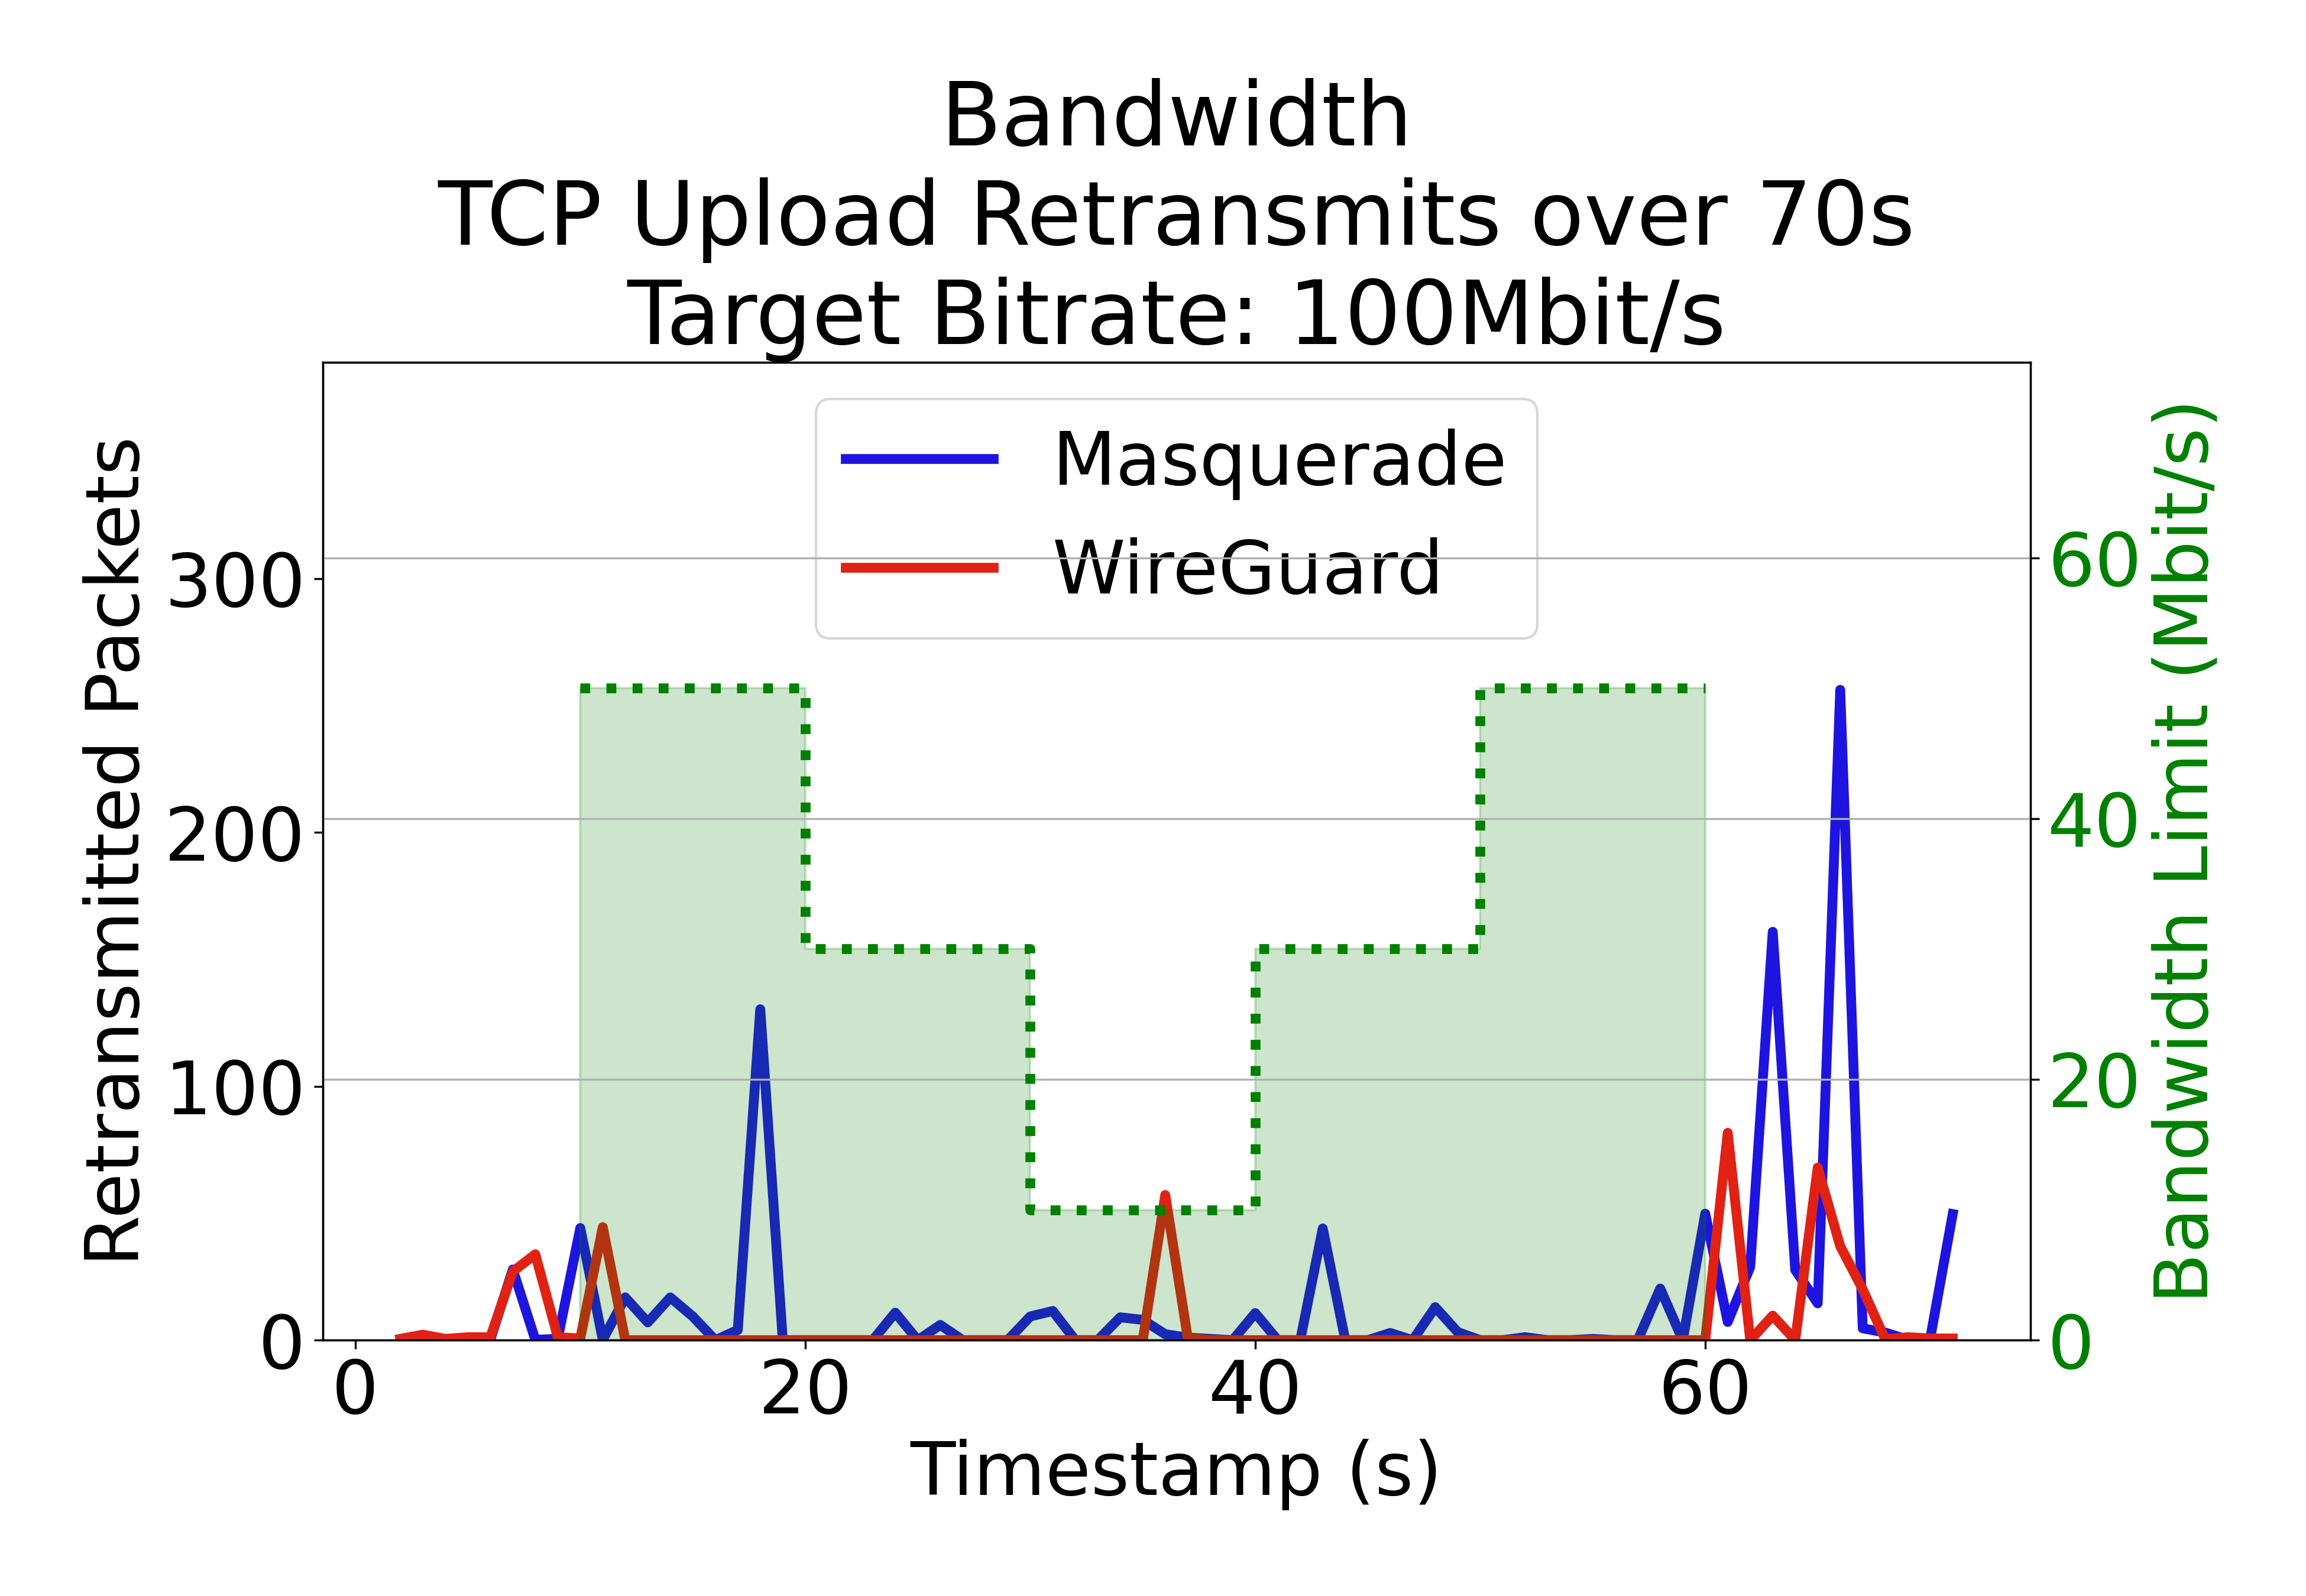 Bandwidth
TCP Upload Retransmits over 70s
Target Bitrate: 100Mbit/s
Masquerade
WireGuard
Retransmitted Packets
300
200
100
0
60
40
20
0
Bandwidth Limit (Mbit/s)
0 20 40 60
Timestamp (s)